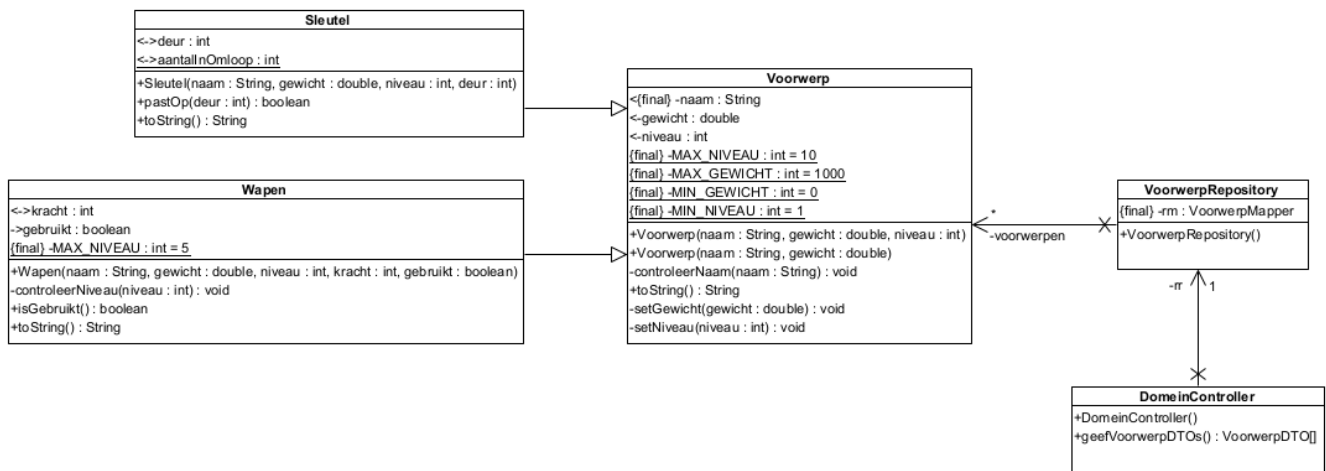 Sleutel
<->deur : int
<->aantalInOmloop : int
+Sleutel(naam : String, gewicht : double, niveau : int, deur : int)
+pastOp(deur : int) : boolean
+toString() : String
Wapen
<->kracht : int
->gebruikt : boolean
{final} -MAX_NIVEAU : int = 5
+Wapen(naam : String, gewicht : double, niveau : int, kracht : int, gebruikt : boolean)
-controleerNiveau(niveau : int) : void
+isGebruikt() : boolean
+toString() : String
Voorwerp
<{final} -naam : String
<-gewicht : double
<-niveau : int
{final} -MAX_NIVEAU : int = 10
{final} -MAX_GEWICHT : int = 1000
{final} -MIN_GEWICHT : int = 0
{final} -MIN_NIVEAU : int = 1
+Voorwerp(naam : String, gewicht : double, niveau : int)
+Voorwerp(naam : String, gewicht : double)
-controleerNaam(naam : String) : void
+toString() : String
-setGewicht(gewicht : double) : void
-setNiveau(niveau : int) : void
*
-voorwerpen
VoorwerpRepository
{final} -rm : VoorwerpMapper
+VoorwerpRepository()
-rr 1
DomeinController
+DomeinController()
+geefVoorwerpDTOs() : VoorwerpDTO[]